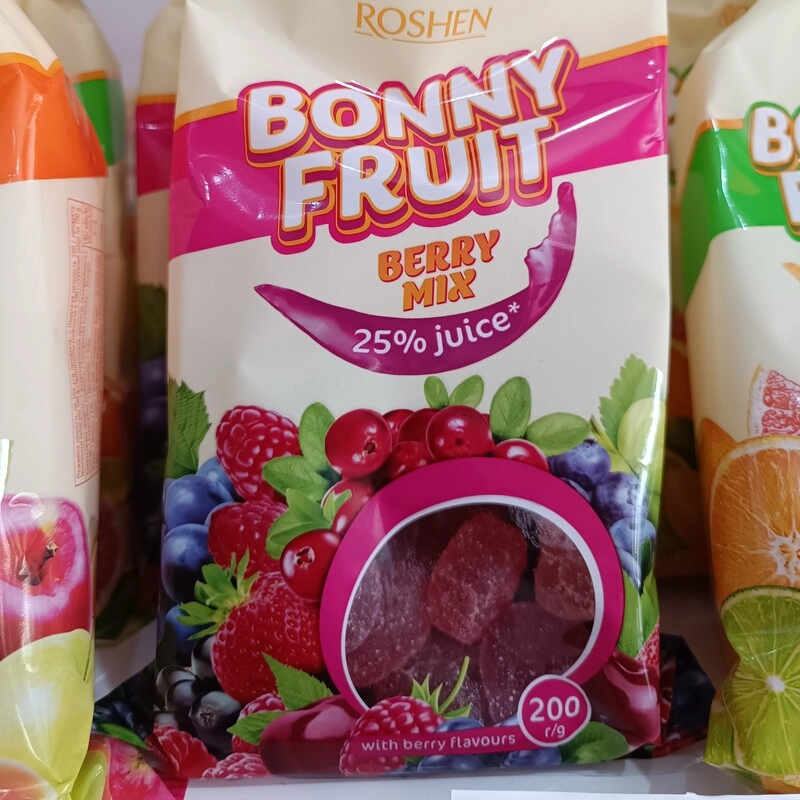 ROSHEN
BONNY
FRUIT
BERRY
MIX
25% juice*
200
г/g
with berry flavours